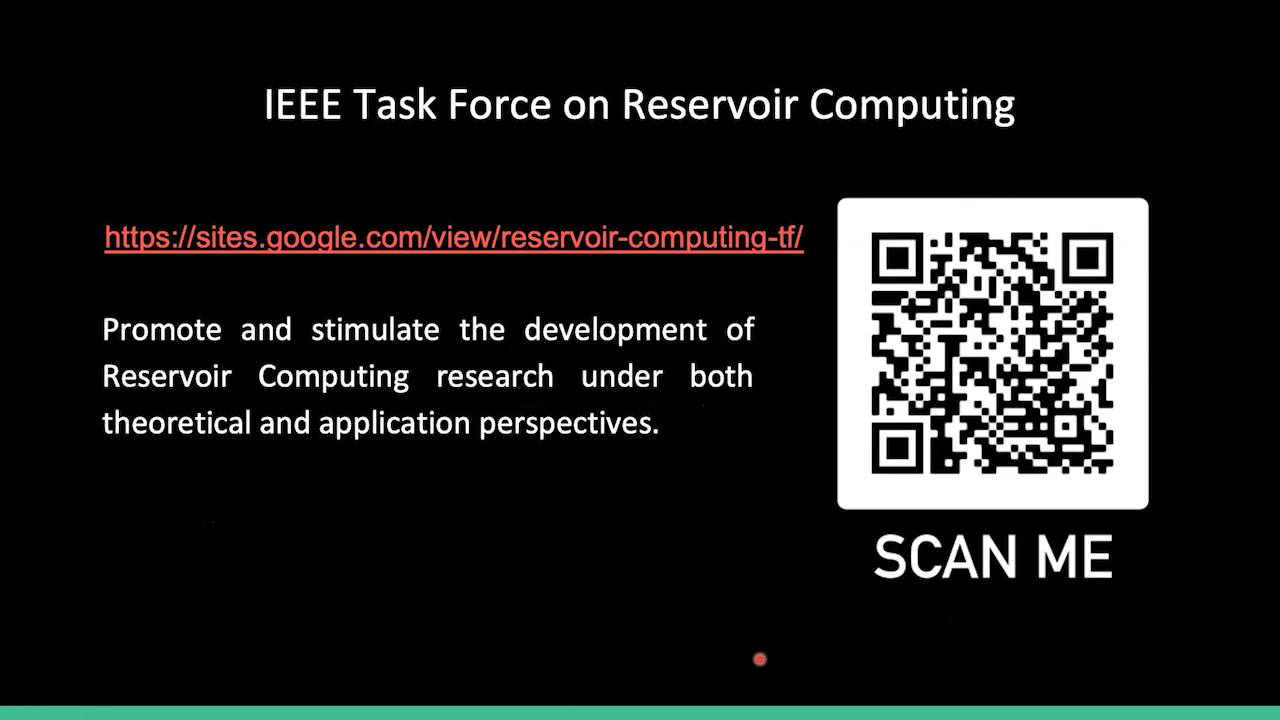 IEEE Task Force on Reservoir Computing
https://sites.google.com/view/reservoir-computing-tf/
Promote and stimulate the development of
Reservoir Computing research under both
theoretical and application perspectives.
SCAN ME